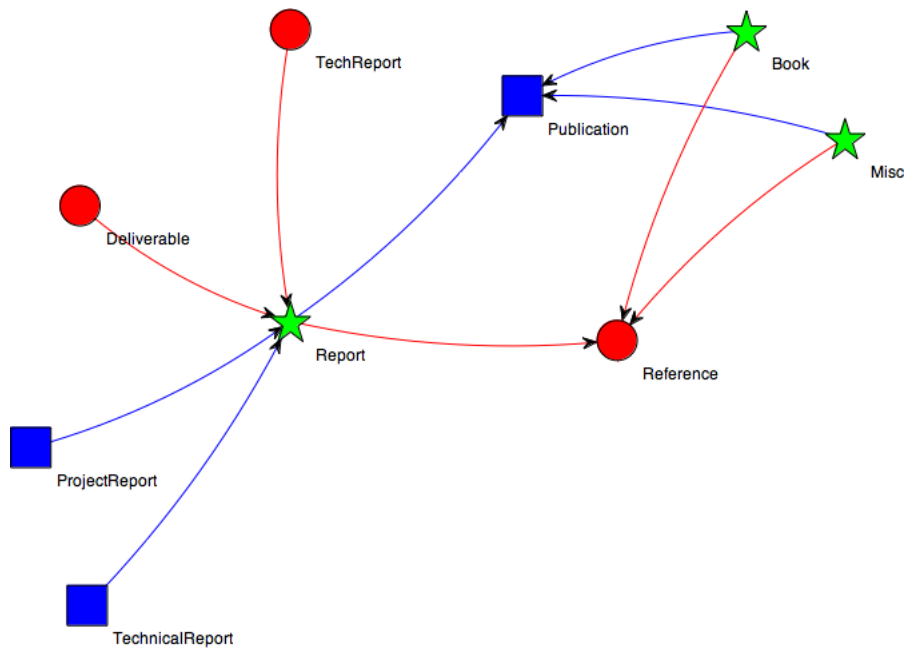 TechReport
Book
Publication
Misc
Deliverable
Report
Reference
ProjectReport
TechnicalReport